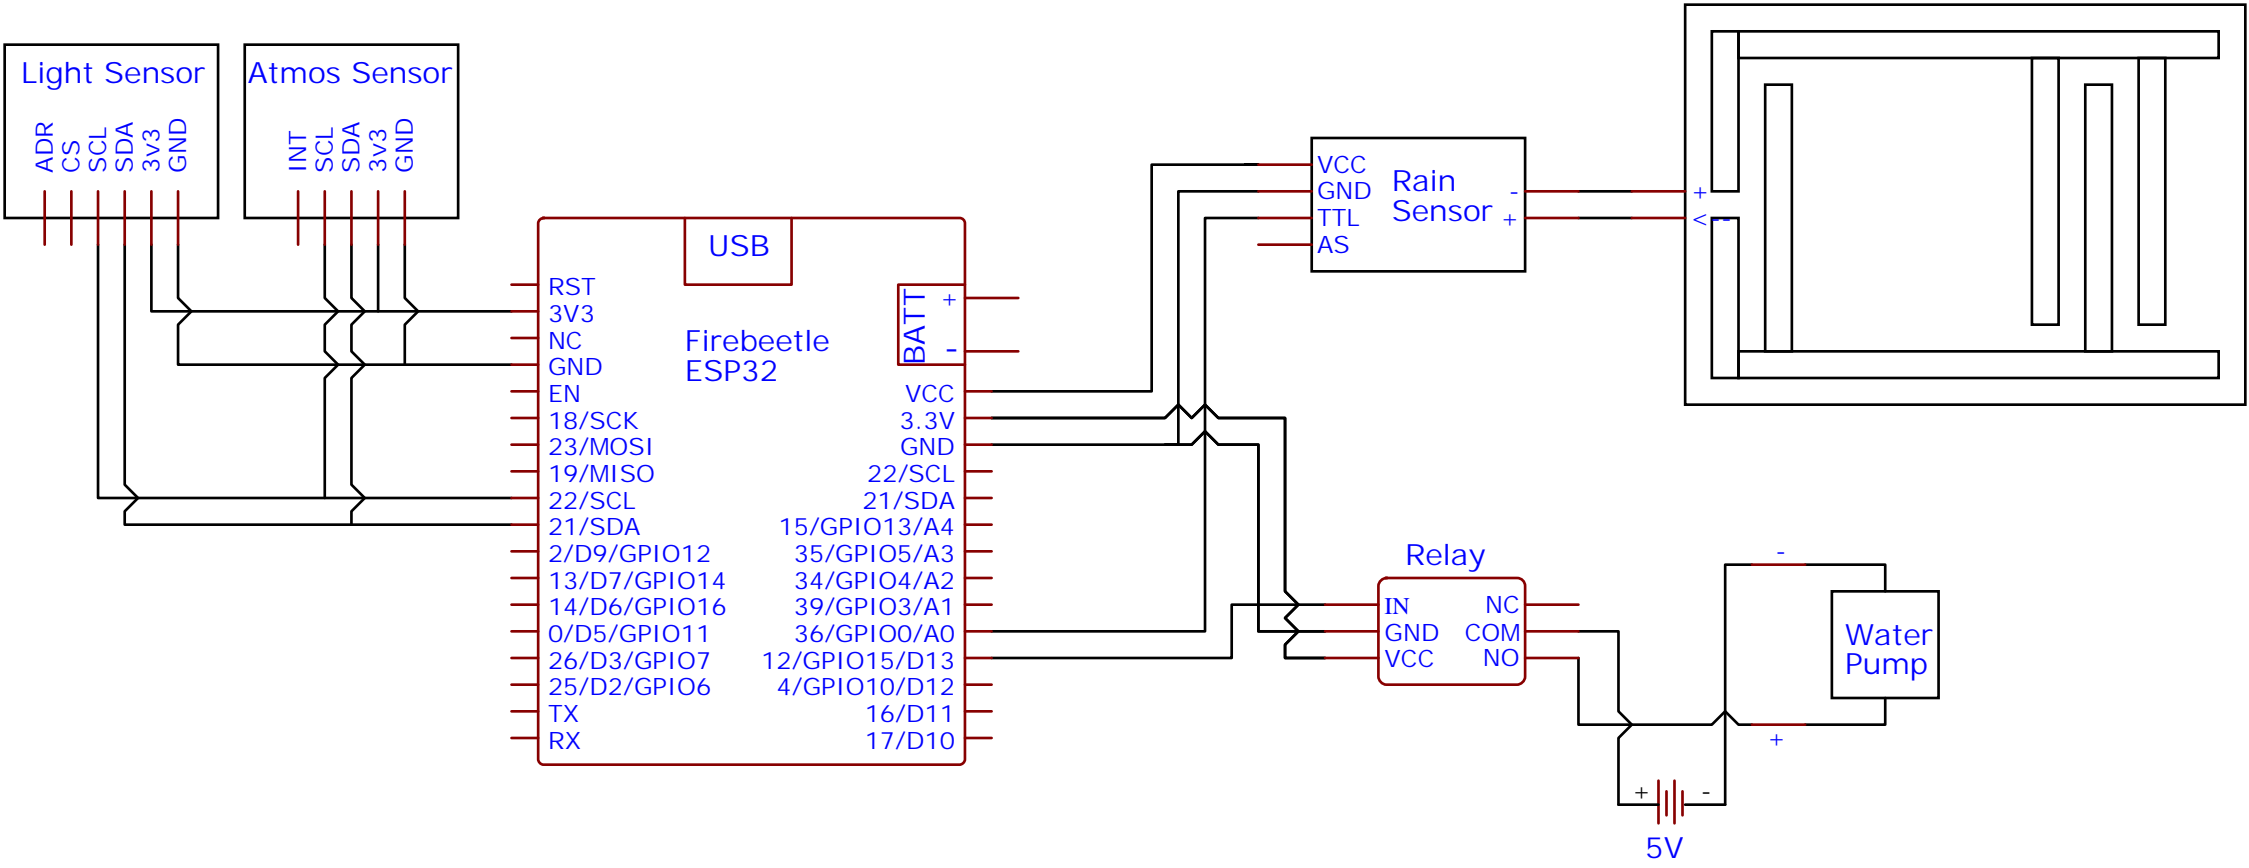 Light Sensor
ADR
CS
SCL
SDA
3v3
GND
Atmos Sensor
INT
SCL
SDA
3v3
GND
USB
Firebeetle
ESP32
BATT
+
-
RST
3V3
NC
GND
EN
18/SCK
23/MOSI
19/MISO
22/SCL
21/SDA
2/D9/GPIO12
13/D7/GPIO14
14/D6/GPIO16
0/D5/GPIO11
26/D3/GPIO7
25/D2/GPIO6
TX
RX
VCC
3.3V
GND
22/SCL
21/SDA
15/GPIO13/A4
35/GPIO5/A3
34/GPIO4/A2
39/GPIO3/A1
36/GPIO0/A0
12/GPIO15/D13
4/GPIO10/D12
16/D11
17/D10
VCC
GND
TTL
AS
Rain
Sensor
-
+
+
<--
Relay
IN
GND
VCC
NC
COM
NO
-
Water
Pump
+
+ -
5V